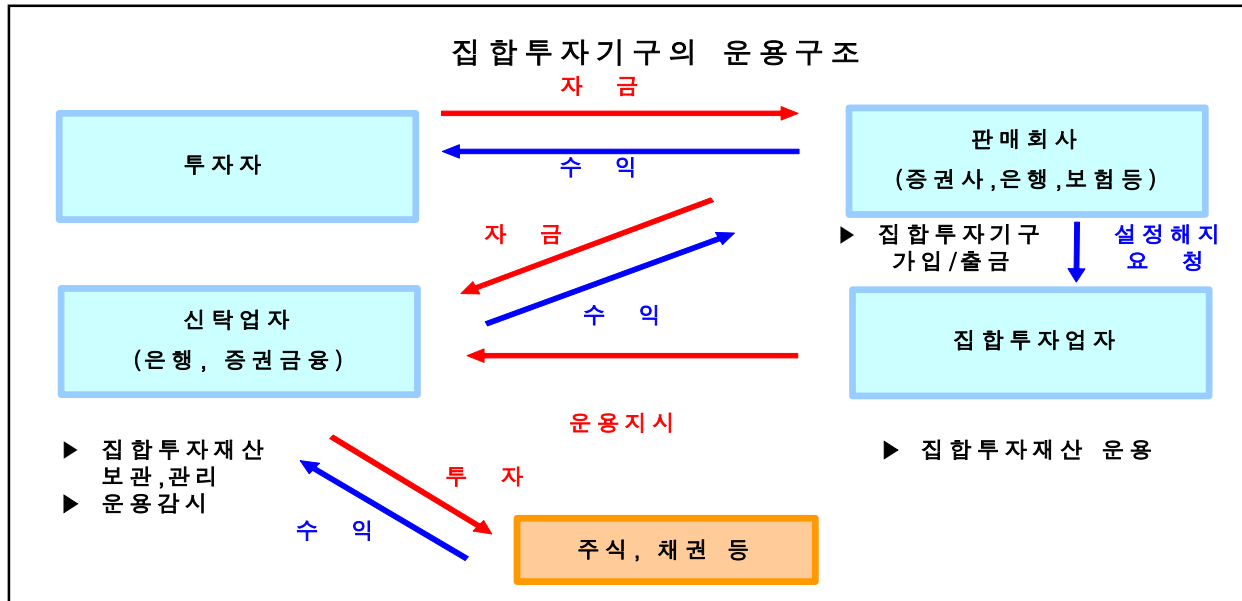 집합투자기구의 운용구조
자 금
투자자
수 익
판매회사
(증권사,은행,보험등)
자 금
▶ 집합투자기구
가입/출금
설정해지
요 청
신탁업자
(은행, 증권금융)
수 익
집합투자업자
운용지시
▶ 집합투자재산
보관,관리
▶ 운용감시
▶ 집합투자재산 운용
투 자
수 익
주식, 채권 등